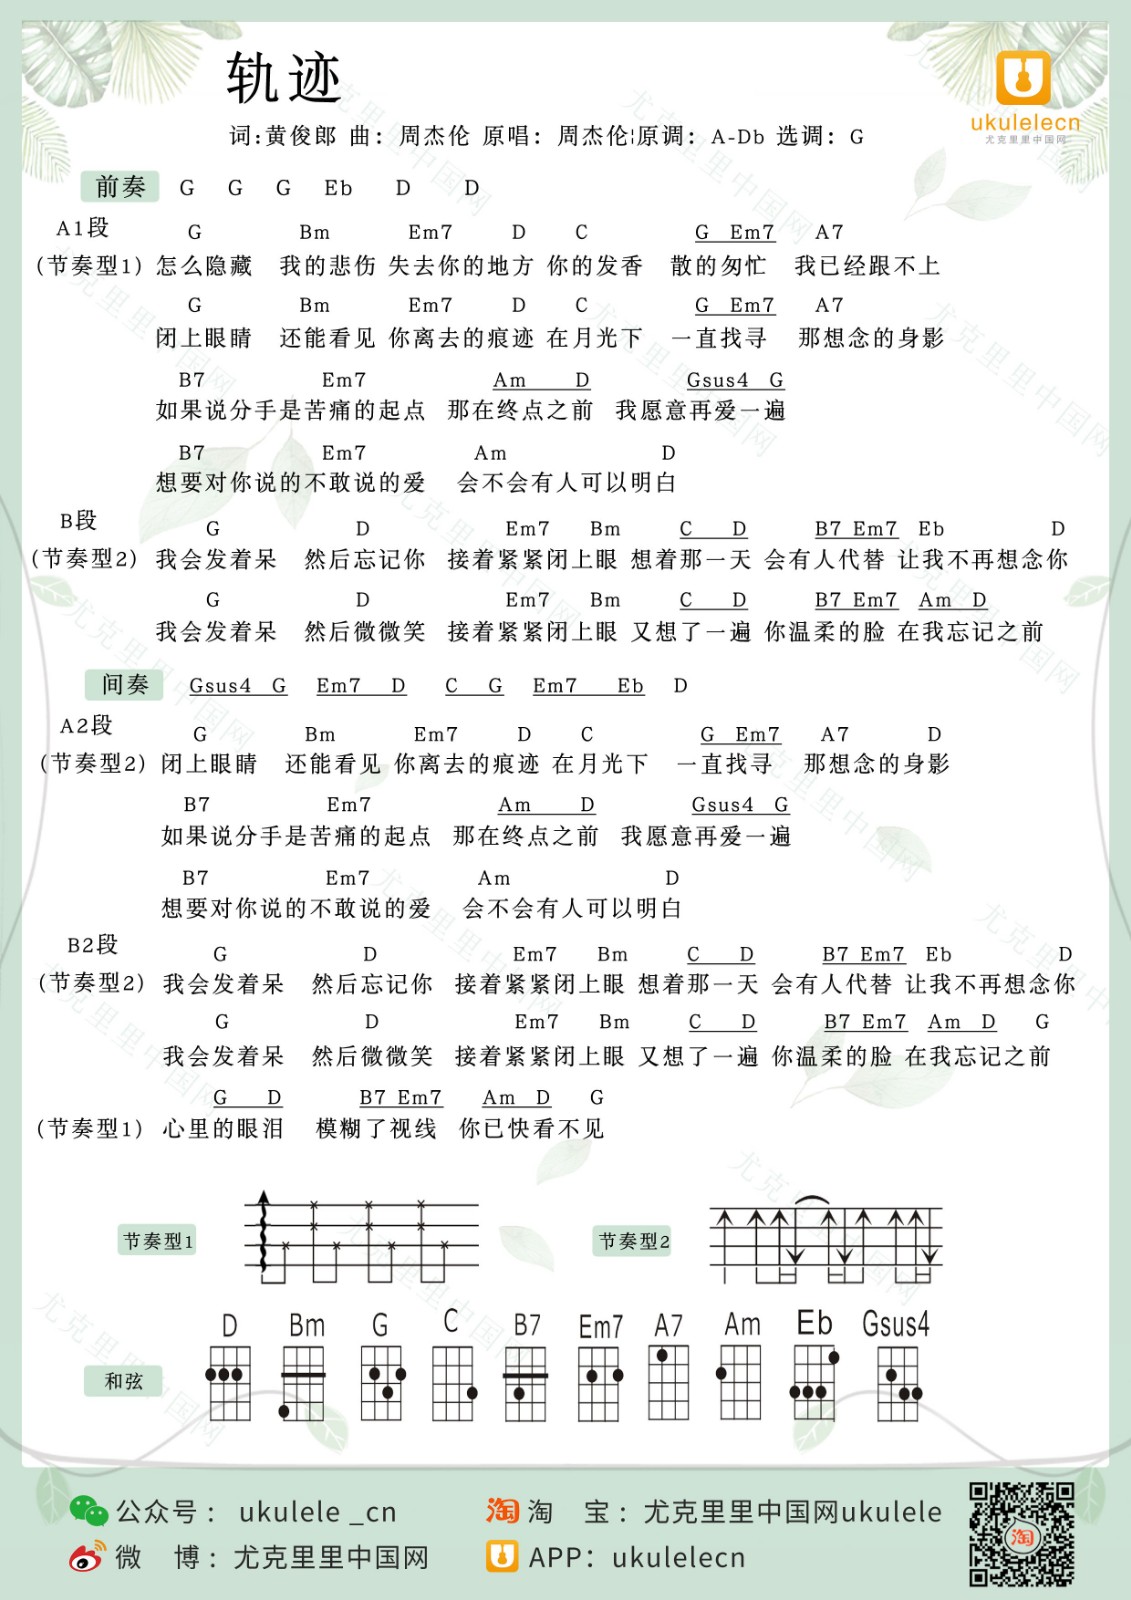 轨迹
词:黄俊郎 曲：周杰伦 原唱：周杰伦¦原调：A-Db 选调：G
ukulelecn
尤克里里中国网
前奏 G G G Eb D D
A1段
G Bm Em7 D C G Em7 A7
(节奏型1) 怎么隐藏 我的悲伤 失去你的地方 你的发香 散的匆忙 我已经跟不上
G Bm Em7 D C G Em7 A7
闭上眼睛 还能看见 你离去的痕迹 在月光下 一直找寻 那想念的身影
B7 Em7 Am D Gsus4 G
如果说分手是苦痛的起点 那在终点之前 我愿意再爱一遍
B7 Em7 Am D
想要对你说的不敢说的爱 会不会有人可以明白
B段
G D Em7 Bm C D B7 Em7 Eb D
(节奏型2) 我会发着呆 然后忘记你 接着紧紧闭上眼 想着那一天 会有人代替 让我不再想念你
G D Em7 Bm C D B7 Em7 Am D
我会发着呆 然后微微笑 接着紧紧闭上眼 又想了一遍 你温柔的脸 在我忘记之前
间奏 Gsus4 G Em7 D C G Em7 Eb D
A2段
G Bm Em7 D C G Em7 A7 D
(节奏型2) 闭上眼睛 还能看见 你离去的痕迹 在月光下 一直找寻 那想念的身影
B7 Em7 Am D Gsus4 G
如果说分手是苦痛的起点 那在终点之前 我愿意再爱一遍
B7 Em7 Am D
想要对你说的不敢说的爱 会不会有人可以明白
B2段
G D Em7 Bm C D B7 Em7 Eb D
(节奏型2) 我会发着呆 然后忘记你 接着紧紧闭上眼 想着那一天 会有人代替 让我不再想念你
G D Em7 Bm C D B7 Em7 Am D G
我会发着呆 然后微微笑 接着紧紧闭上眼 又想了一遍 你温柔的脸 在我忘记之前
G D B7 Em7 Am D G
(节奏型1) 心里的眼泪 模糊了视线 你已快看不见
节奏型1 节奏型2
D Bm G C B7 Em7 A7 Am Eb Gsus4
和弦
公众号： ukulele _cn 淘 淘 宝：尤克里里中国网ukulele
微 博：尤克里里中国网 APP：ukulelecn
淘